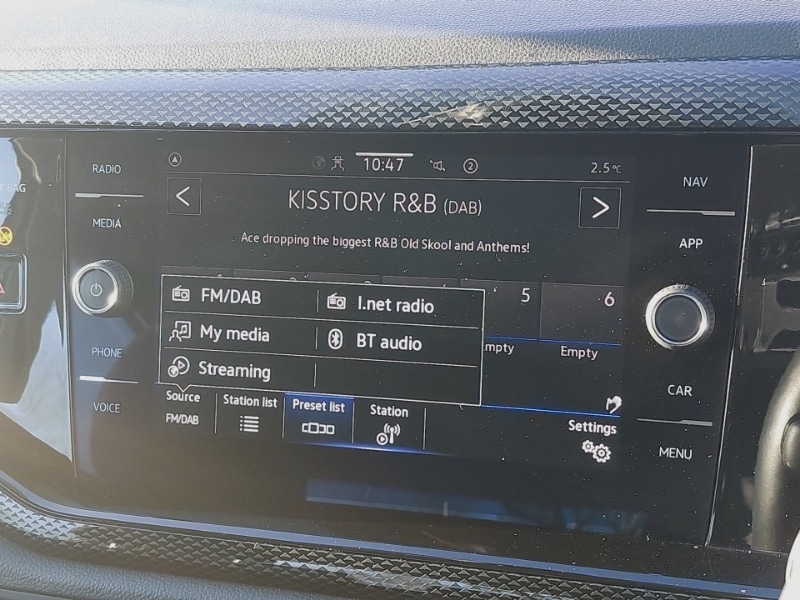 RADIO
MEDIA
PHONE
VOICE
BAG
10:47
2
2.5°C
KISSTORY R&B (DAB)
Ace dropping the biggest R&B Old Skool and Anthems!
5
6
Empty
FM/DAB
I.net radio
My media
BT audio
Streaming
Source
FM/DAB
Station list
Preset list
Station
Settings
NAV
APP
CAR
MENU